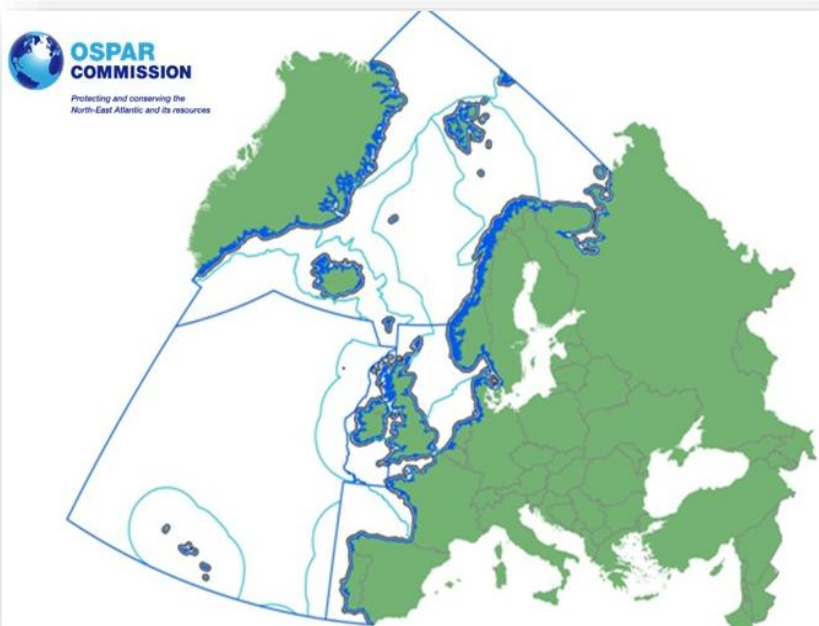 OSPAR
COMMISSION
Protecting and conserving the
North-East Atlantic and its resources